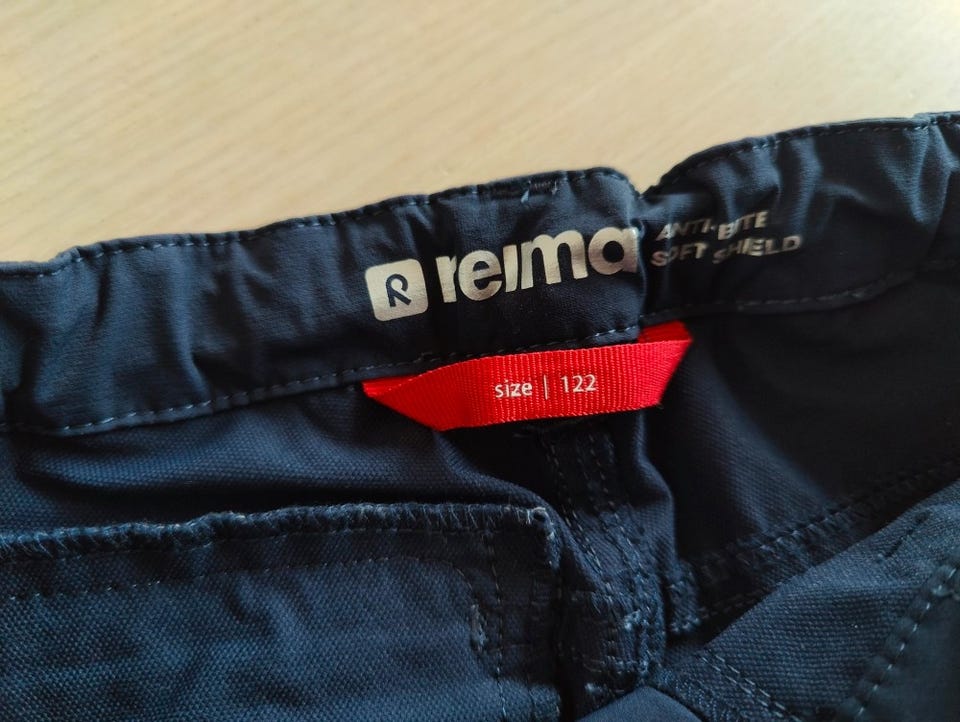 R reima
ANTI-BITE
SOFT SHIELD
size | 122